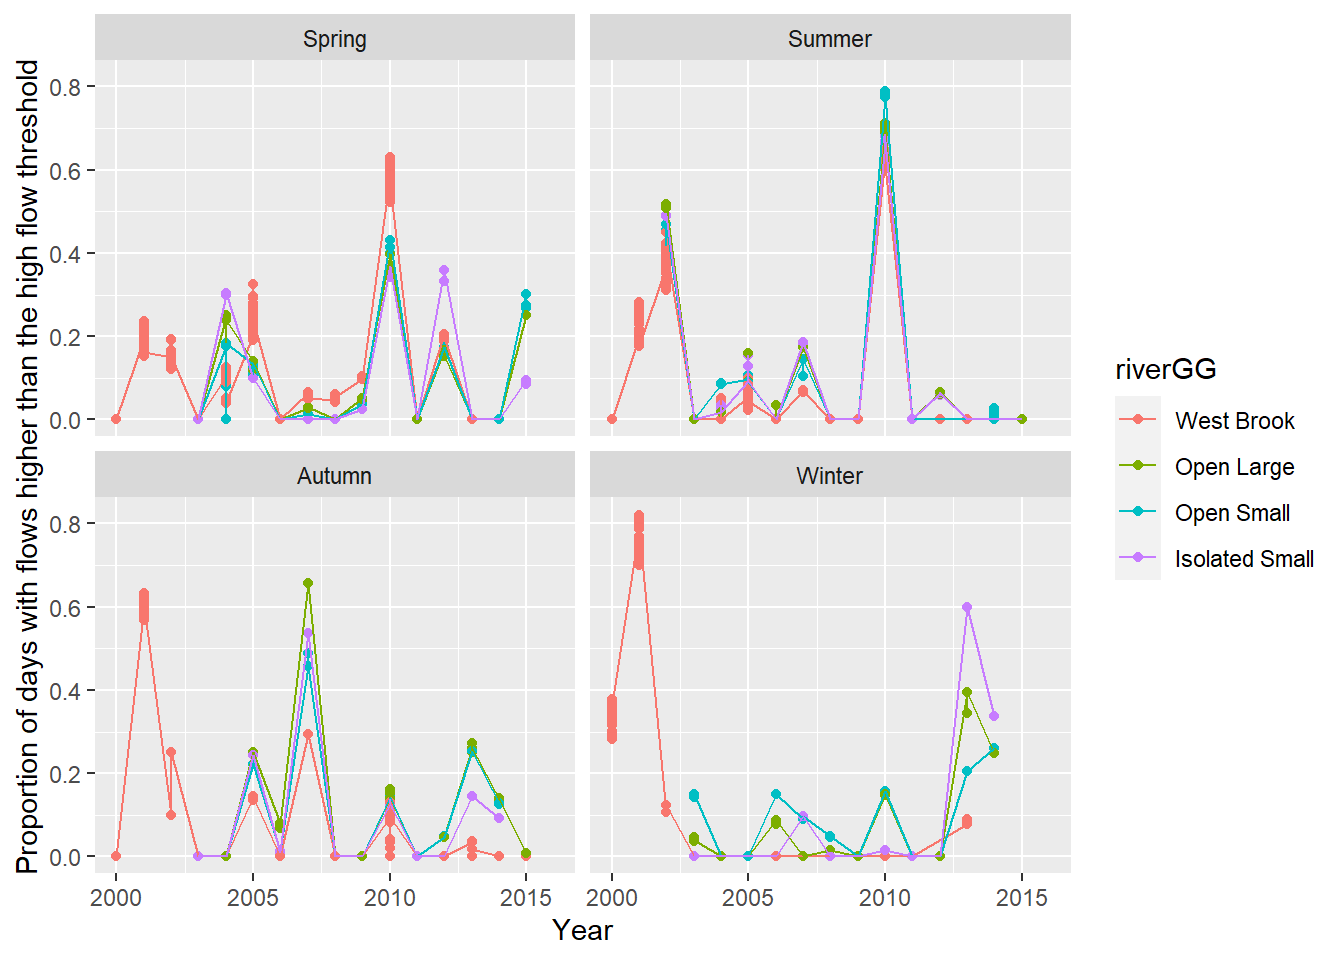 Spring
Summer
Proportion of days with flows higher than the high flow threshold
0.8
0.6
0.4
0.2
0.0
Autumn
Winter
0.8
0.6
0.4
0.2
0.0
2000 2005 2010 2015
2000 2005 2010 2015
Year
riverGG
West Brook
Open Large
Open Small
Isolated Small